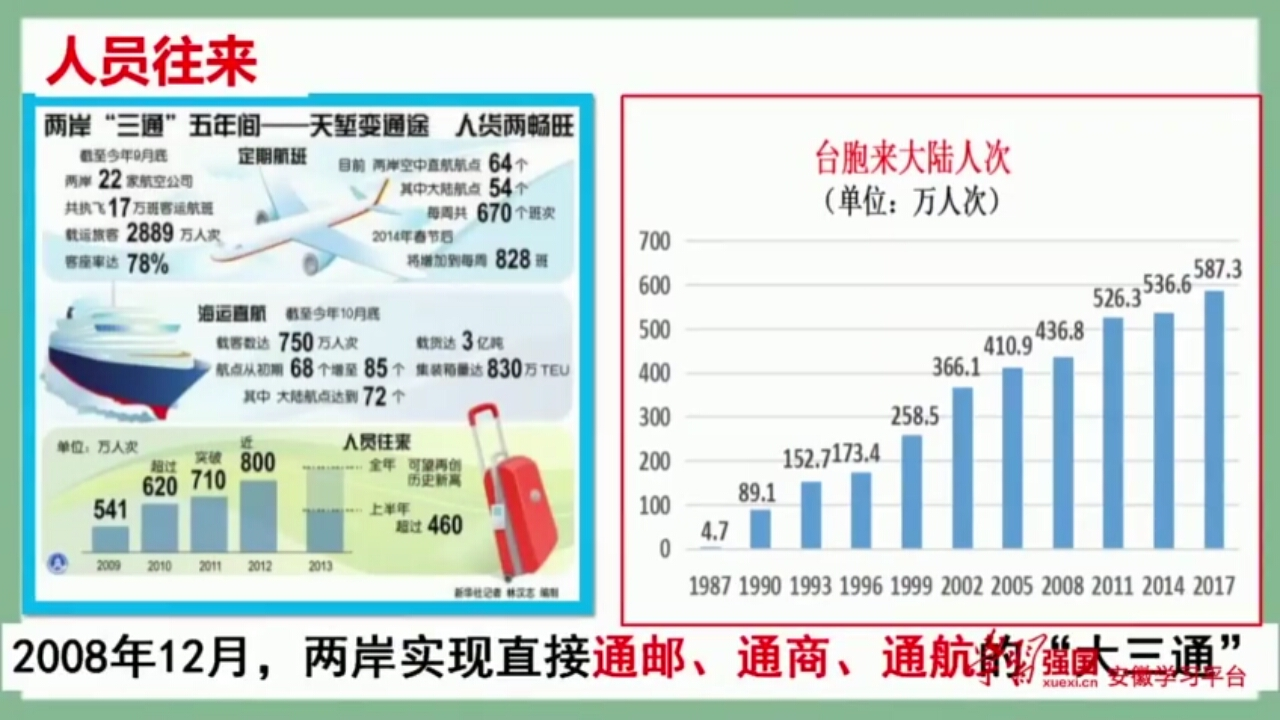 人员往来
两岸“三通”五年间——天堑变通途 人货两畅旺
截至今年9月底
两岸 22 家航空公司
共执飞 17 万班客运航班
载运旅客 2889 万人次
客座率达 78%
定期航班
目前 两岸空中直航航点 64 个
其中大陆航点 54 个
每周共 670 个班次
2014年春节后
将增加到每周 828 班
海运直航 截至今年10月底
载客数达 750 万人次 载货达 3 亿吨
航点从初期 68 个增至 85 个 集装箱量达 830 万 TEU
其中 大陆航点达到 72 个
单位：万人次
人员往来
541
超过
620
突破
710
近
800
全年 可望再创
历史新高
上半年
超过 460
2009 2010 2011 2012 2013
新华社记者 林汉志 编制
台胞来大陆人次
（单位：万人次）
700
600
500
400
300
200
100
0
4.7 89.1 152.7 173.4 258.5 366.1 410.9 436.8 526.3 536.6 587.3
1987 1990 1993 1996 1999 2002 2005 2008 2011 2014 2017
2008年12月，两岸实现直接通邮、通商、通航的“大三通”
学习强国
xuexi.cn
安徽学习平台